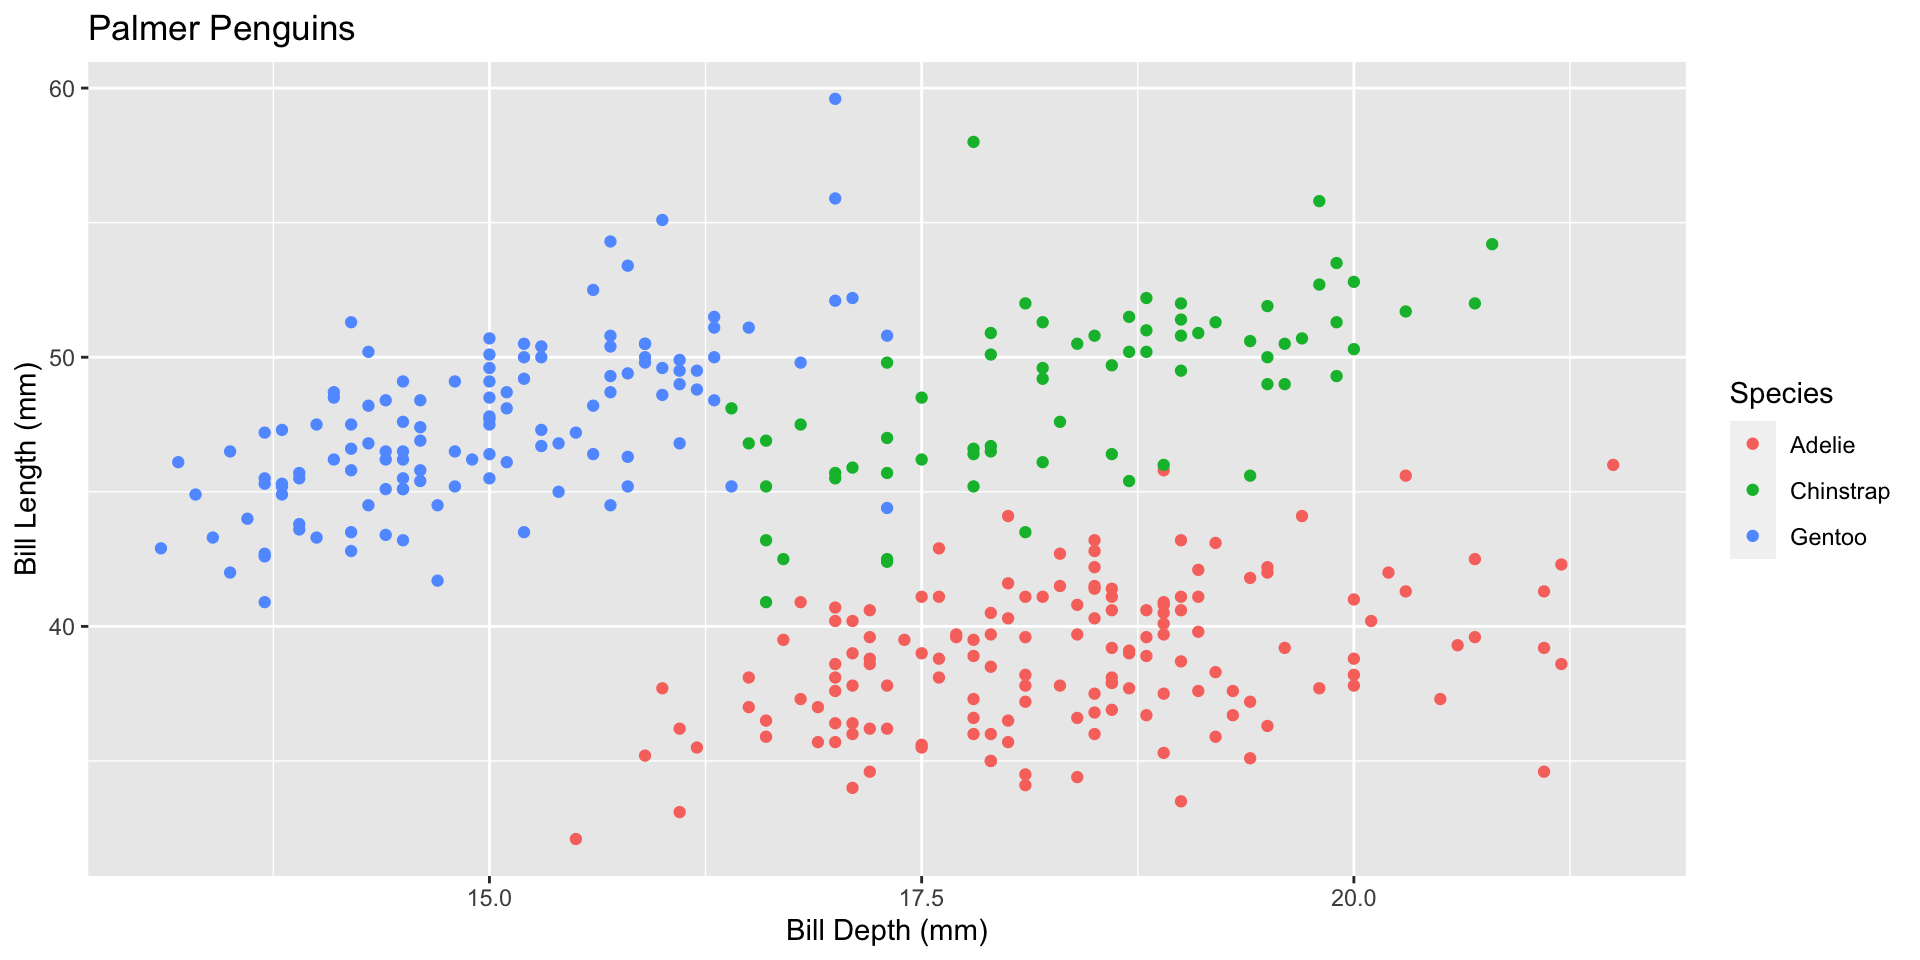 Palmer Penguins
60
50
40
Bill Length (mm)
15.0
17.5
20.0
Bill Depth (mm)
Species
Adelie
Chinstrap
Gentoo